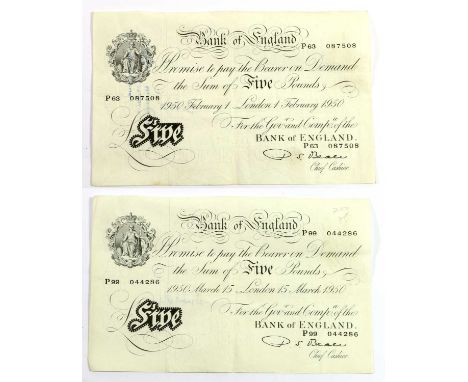 Bank of England
P63 087508
I Promise to pay the Bearer on Demand
the Sum of Five Pounds
P63 087508
1950 February 1 London 1 February 1950
For the Govr. and Compa. of the
BANK OF ENGLAND.
Five
P63 087508
P S Beale
Chief Cashier
Bank of England
P99 044286
I Promise to pay the Bearer on Demand
the Sum of Five Pounds
P99 044286
1950 March 15 London 15 March 1950
For the Govr. and Compa. of the
BANK OF ENGLAND.
Five
P99 044286
P S Beale
Chief Cashier